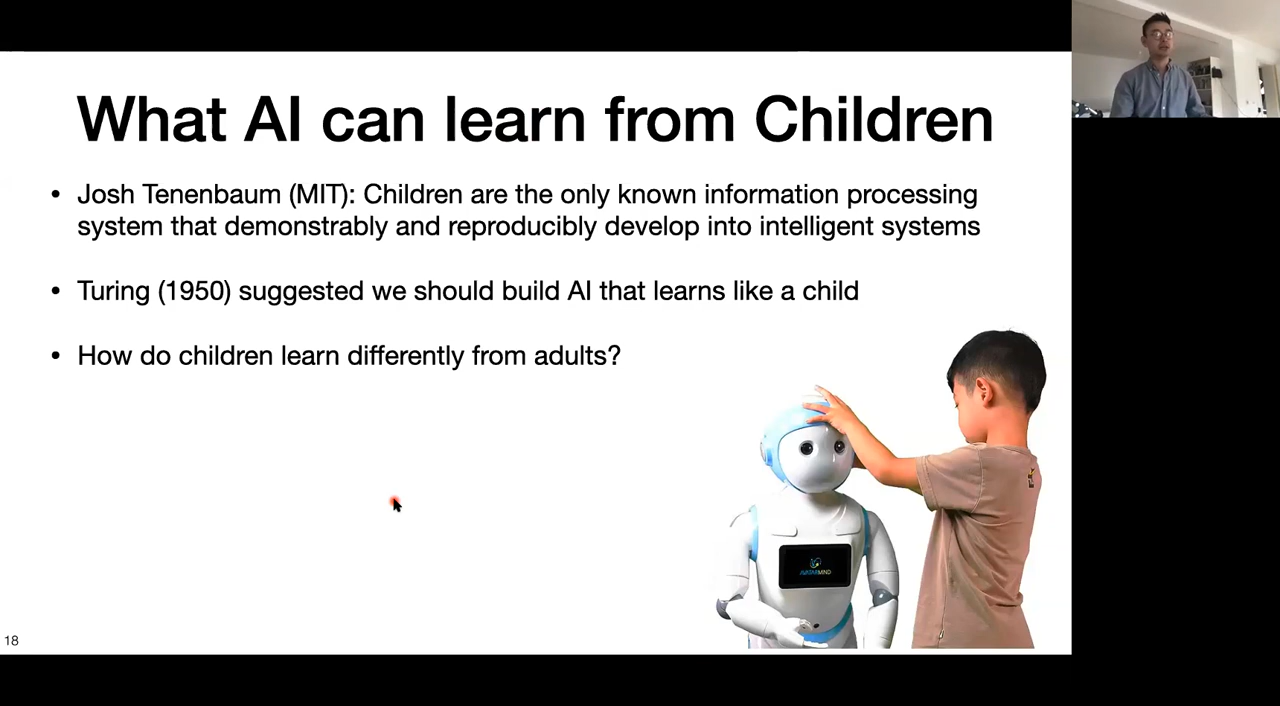 What AI can learn from Children
• Josh Tenenbaum (MIT): Children are the only known information processing
system that demonstrably and reproducibly develop into intelligent systems
• Turing (1950) suggested we should build AI that learns like a child
• How do children learn differently from adults?
AVATARMIND
18